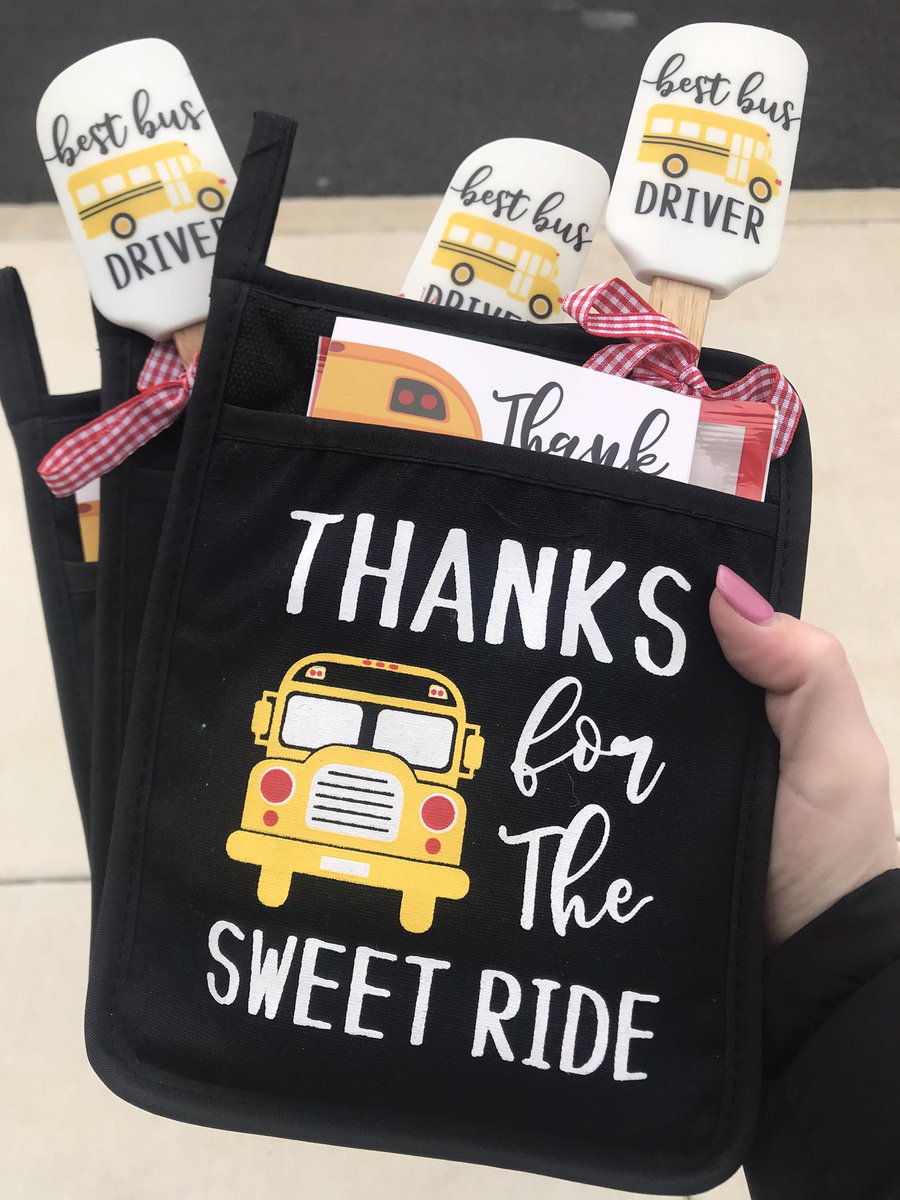 best bus
DRIVER
best bus
DRIVER
best bus
DRIVER
Thank
THANKS
for
The
SWEET RIDE